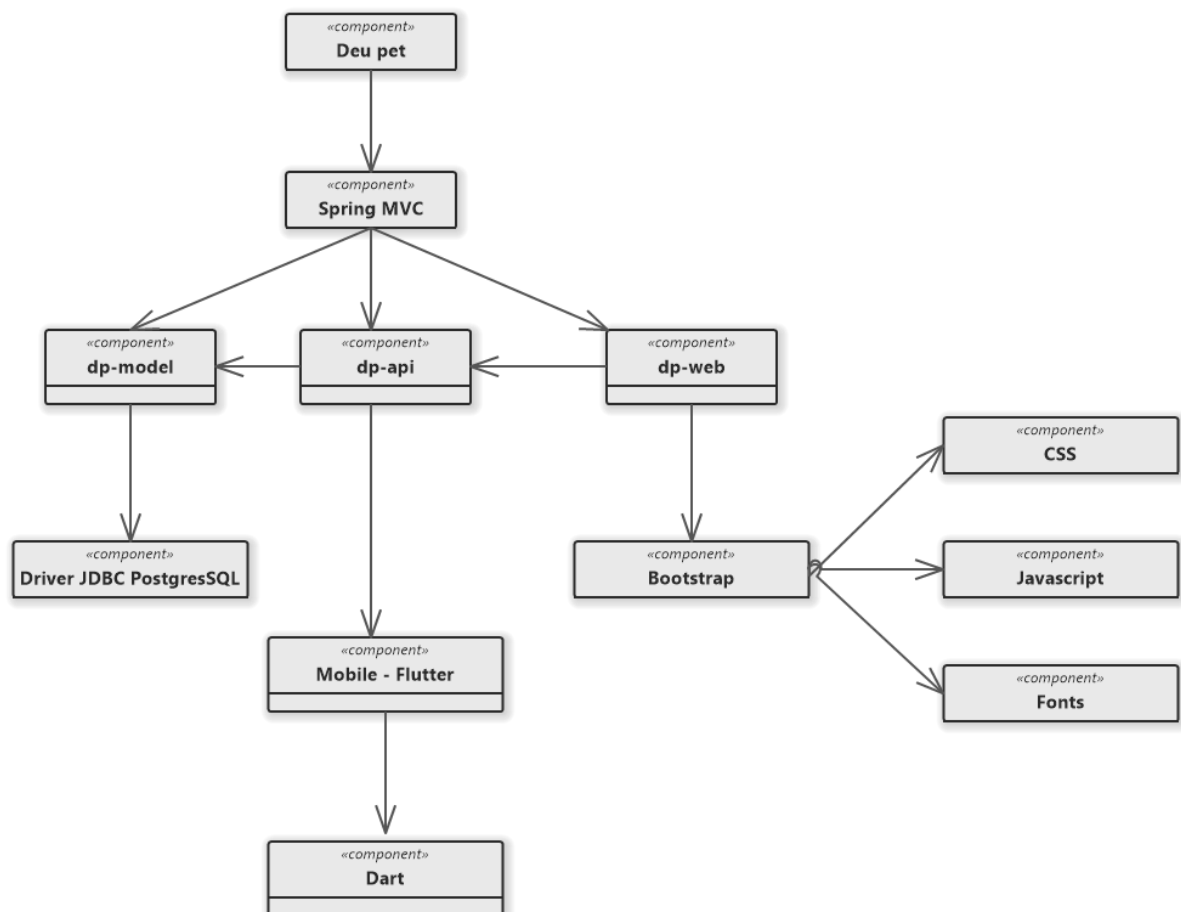 «component»
Deu pet
«component»
Spring MVC
«component»
dp-model
«component»
dp-api
«component»
dp-web
«component»
CSS
«component»
Driver JDBC PostgresSQL
«component»
Bootstrap
«component»
Javascript
«component»
Mobile - Flutter
«component»
Fonts
«component»
Dart